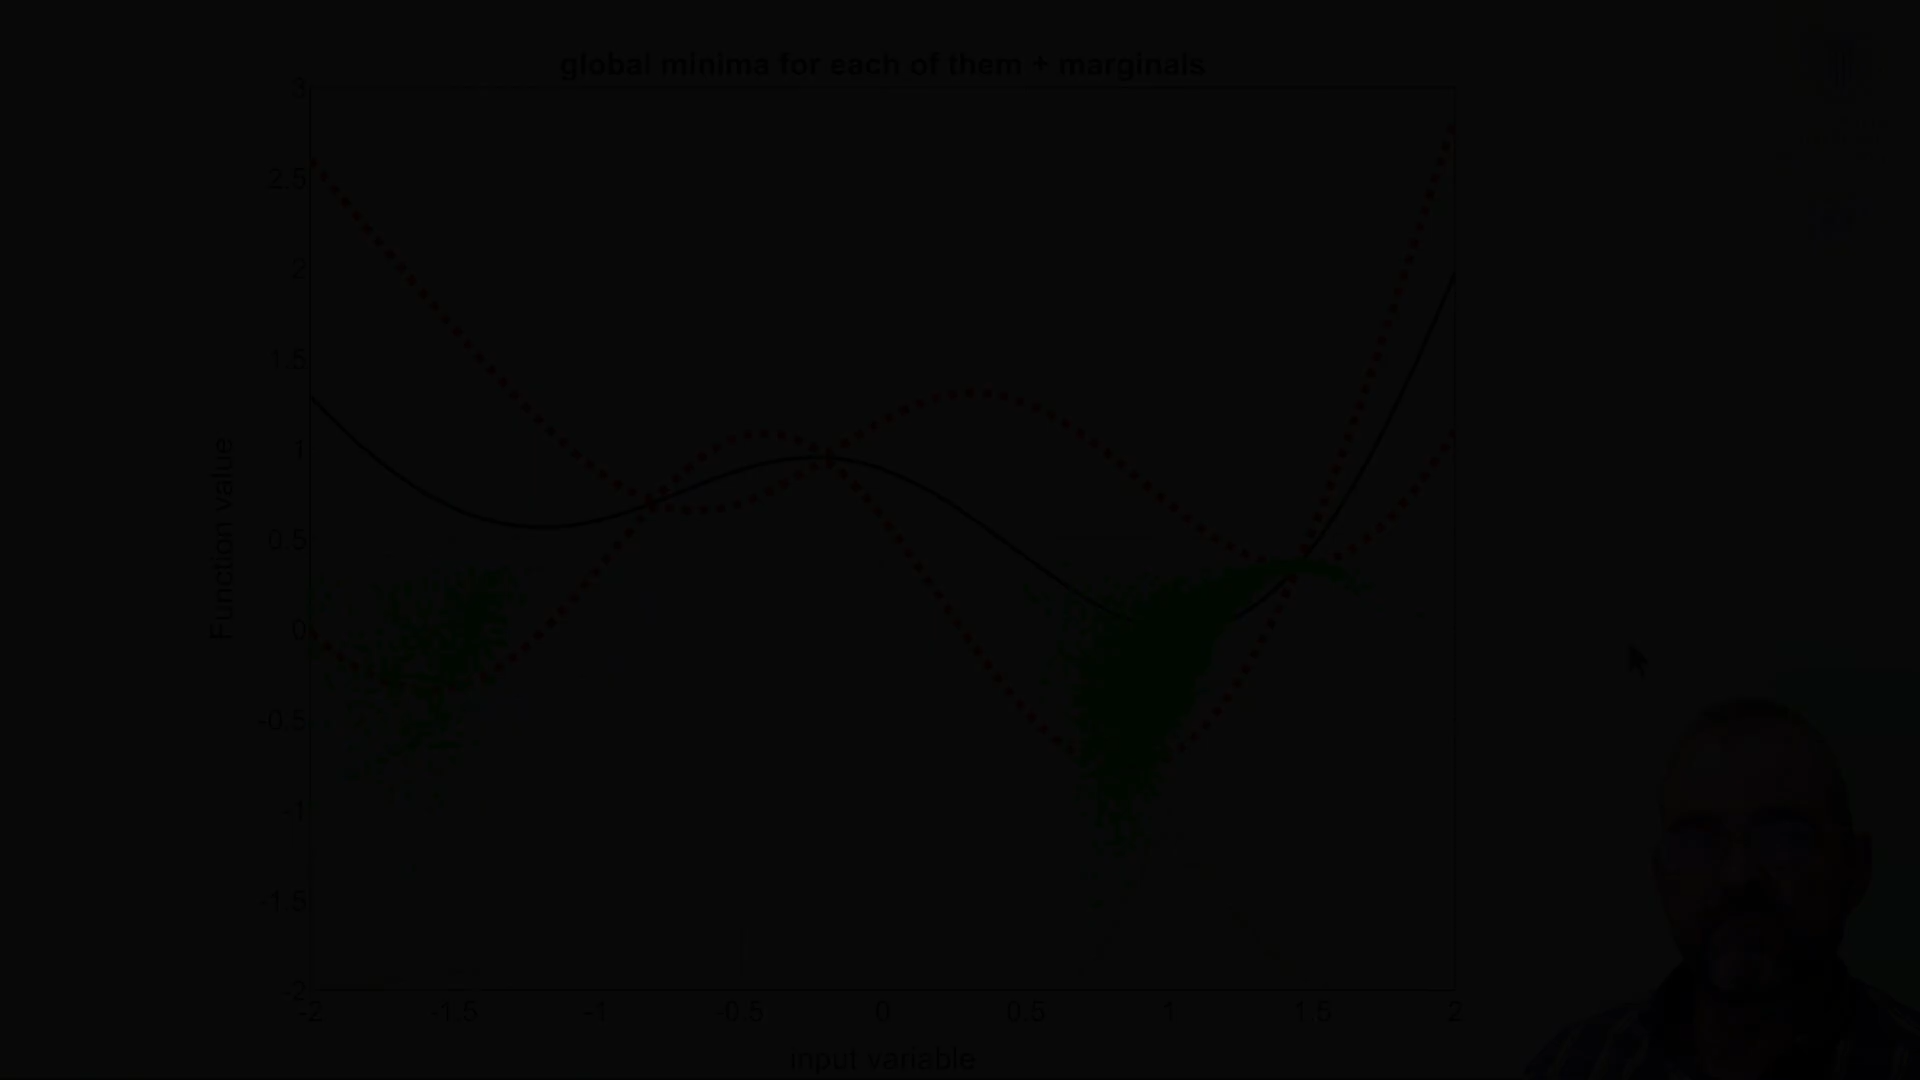 global minima for each of them + marginals
3
2.5
2
1.5
1
0.5
0
-0.5
-1
-1.5
-2
Function value
-2 -1.5 -1 -0.5 0 0.5 1 1.5 2
input variable